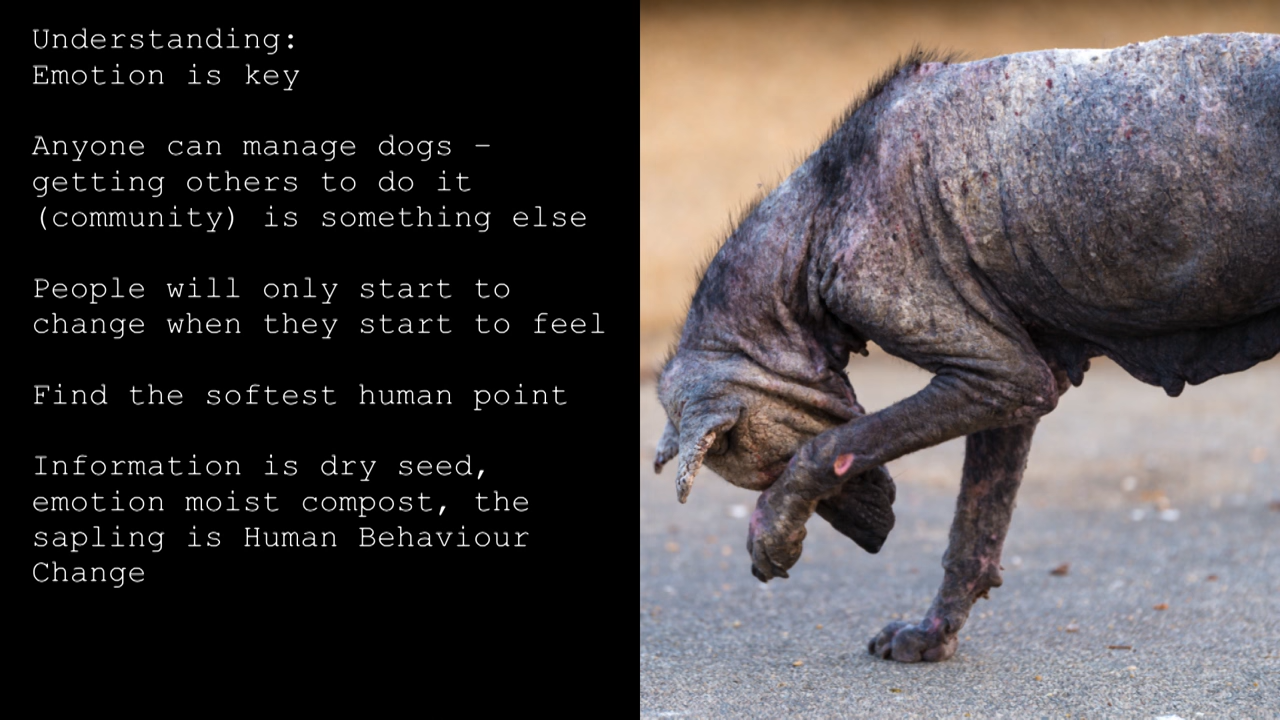 Understanding:
Emotion is key
Anyone can manage dogs –
getting others to do it
(community) is something else
People will only start to
change when they start to feel
Find the softest human point
Information is dry seed,
emotion moist compost, the
sapling is Human Behaviour
Change